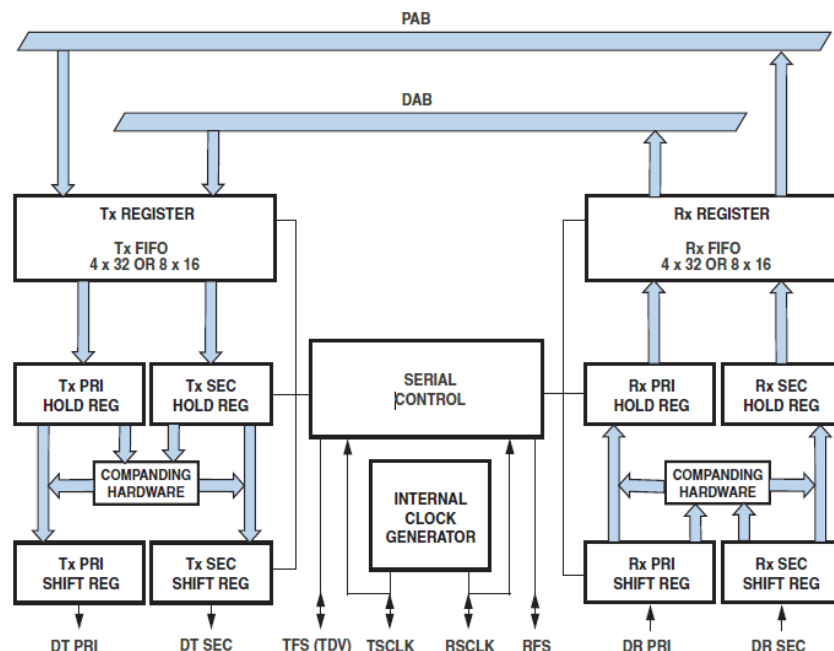 PAB
DAB
Tx REGISTER
Tx FIFO
4 x 32 OR 8 x 16
Rx REGISTER
Rx FIFO
4 x 32 OR 8 x 16
Tx PRI
HOLD REG
Tx SEC
HOLD REG
SERIAL
CONTROL
Rx PRI
HOLD REG
Rx SEC
HOLD REG
COMPANDING
HARDWARE
INTERNAL
CLOCK
GENERATOR
COMPANDING
HARDWARE
Tx PRI
SHIFT REG
Tx SEC
SHIFT REG
Rx PRI
SHIFT REG
Rx SEC
SHIFT REG
DT PRI
DT SEC
TFS (TDV)
TSCLK
RSCLK
RFS
DR PRI
DR SEC